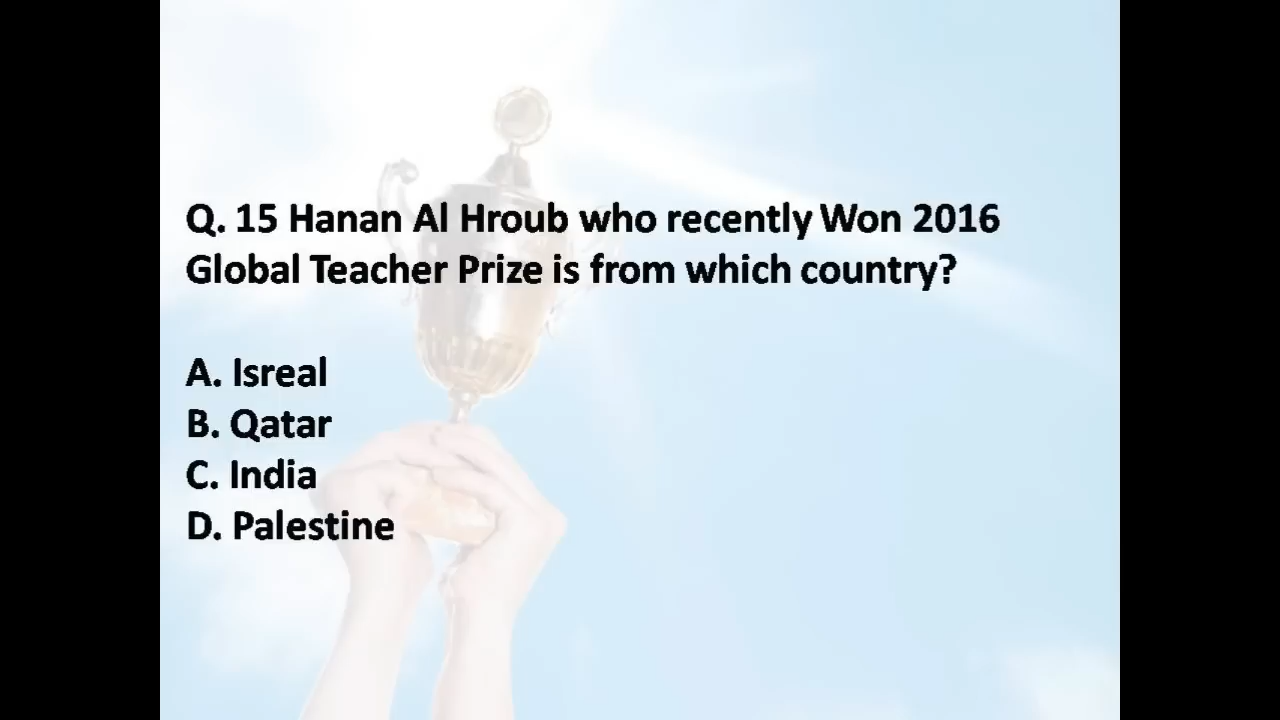 Q. 15 Hanan Al Hroub who recently Won 2016
Global Teacher Prize is from which country?
A. Isreal
B. Qatar
C. India
D. Palestine